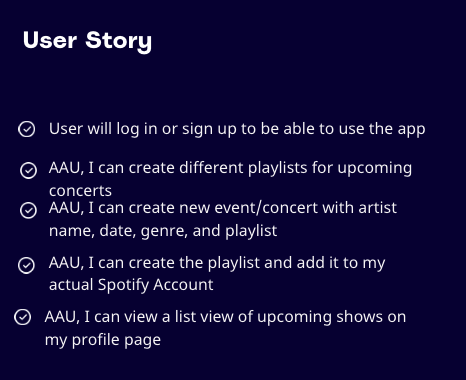 User Story
User will log in or sign up to be able to use the app
AAU, I can create different playlists for upcoming
concerts
AAU, I can create new event/concert with artist
name, date, genre, and playlist
AAU, I can create the playlist and add it to my
actual Spotify Account
AAU, I can view a list view of upcoming shows on
my profile page